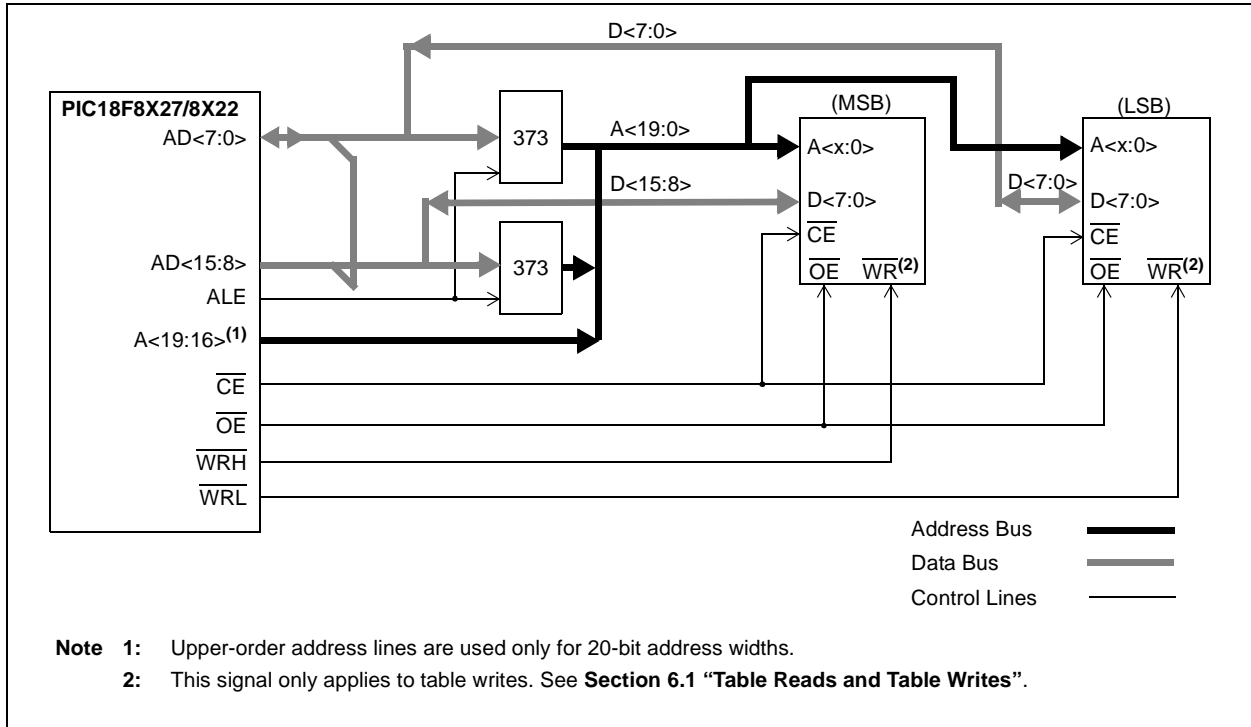 D<7:0>
PIC18F8X27/8X22
AD<7:0>
373
A<19:0>
(MSB)
A<x:0>
(LSB)
A<x:0>
D<15:8>
D<7:0>
D<7:0>
D<7:0>
CE
CE
AD<15:8>
373
OE WR(2)
OE WR(2)
ALE
A<19:16>(1)
CE
OE
WRH
WRL
Address Bus
Data Bus
Control Lines
Note 1: Upper-order address lines are used only for 20-bit address widths.
2: This signal only applies to table writes. See Section 6.1 “Table Reads and Table Writes”.